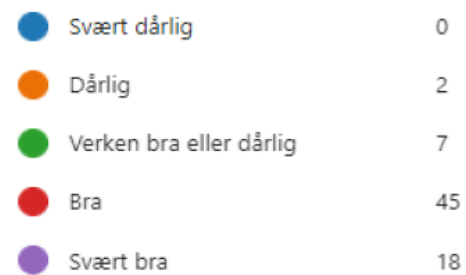 Svært dårlig 0
Dårlig 2
Verken bra eller dårlig 7
Bra 45
Svært bra 18